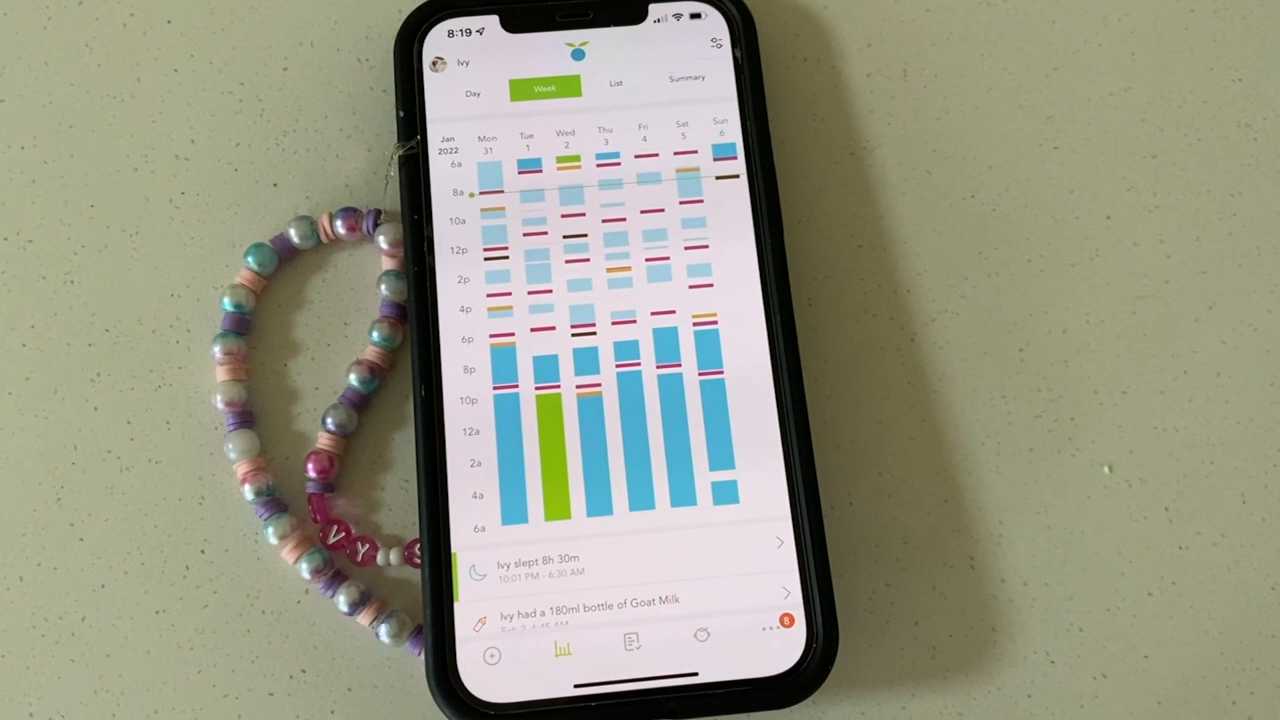 8:19
Ivy
Day Week List Summary
Jan Mon Tue Wed Thu Fri Sat Sun
2022 31 1 2 3 4 5 6
6a
8a
10a
12p
2p
4p
6p
8p
10p
12a
2a
4a
6a
Ivy slept 8h 30m
10:01 PM - 6:30 AM
Ivy had a 180ml bottle of Goat Milk
8
VYS